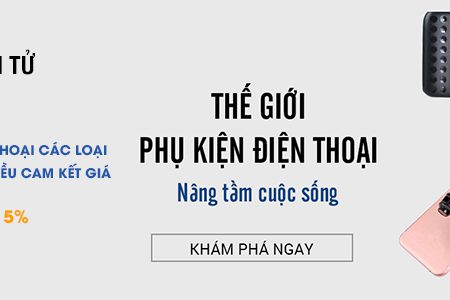 TỬ
HOẠI CÁC LOẠI
ỀU CAM KẾT GIÁ
5%
THẾ GIỚI
PHỤ KIỆN ĐIỆN THOẠI
Nâng tầm cuộc sống
KHÁM PHÁ NGAY